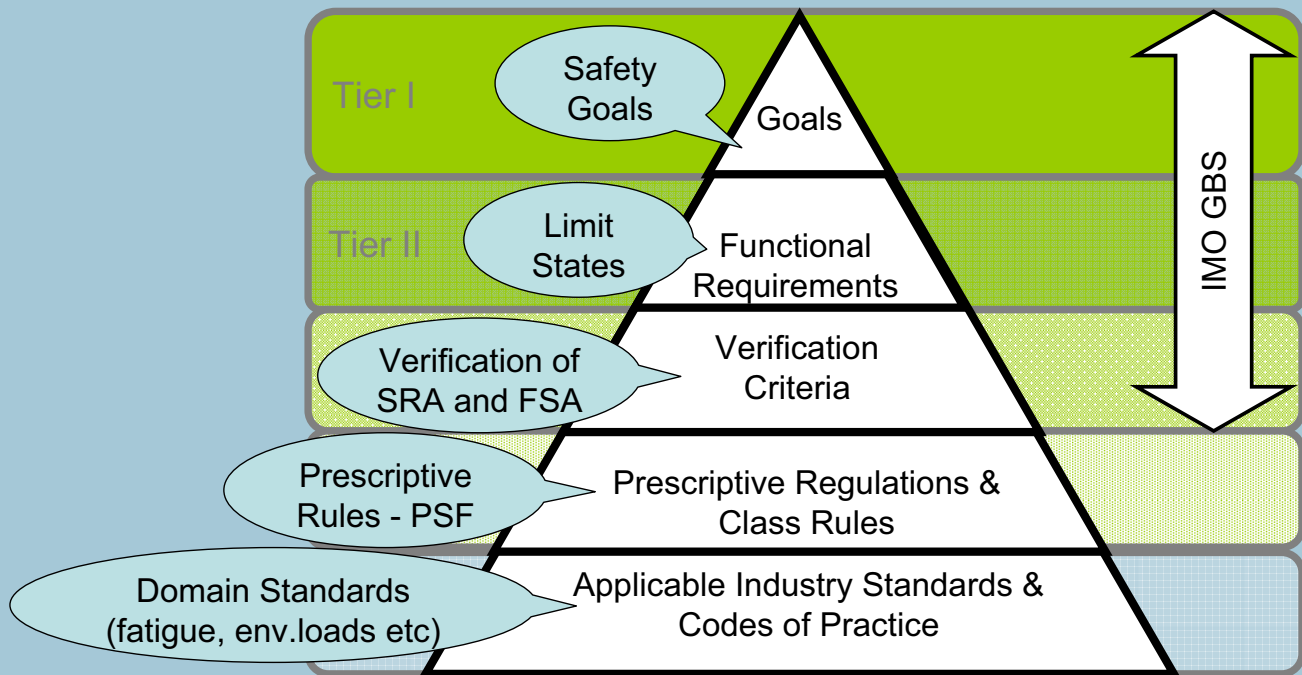 Tier I
Safety
Goals
Goals
IMO GBS
Tier II
Limit
States
Functional
Requirements
Verification of
SRA and FSA
Verification
Criteria
Prescriptive
Rules - PSF
Prescriptive Regulations &
Class Rules
Domain Standards
(fatigue, env.loads etc)
Applicable Industry Standards &
Codes of Practice